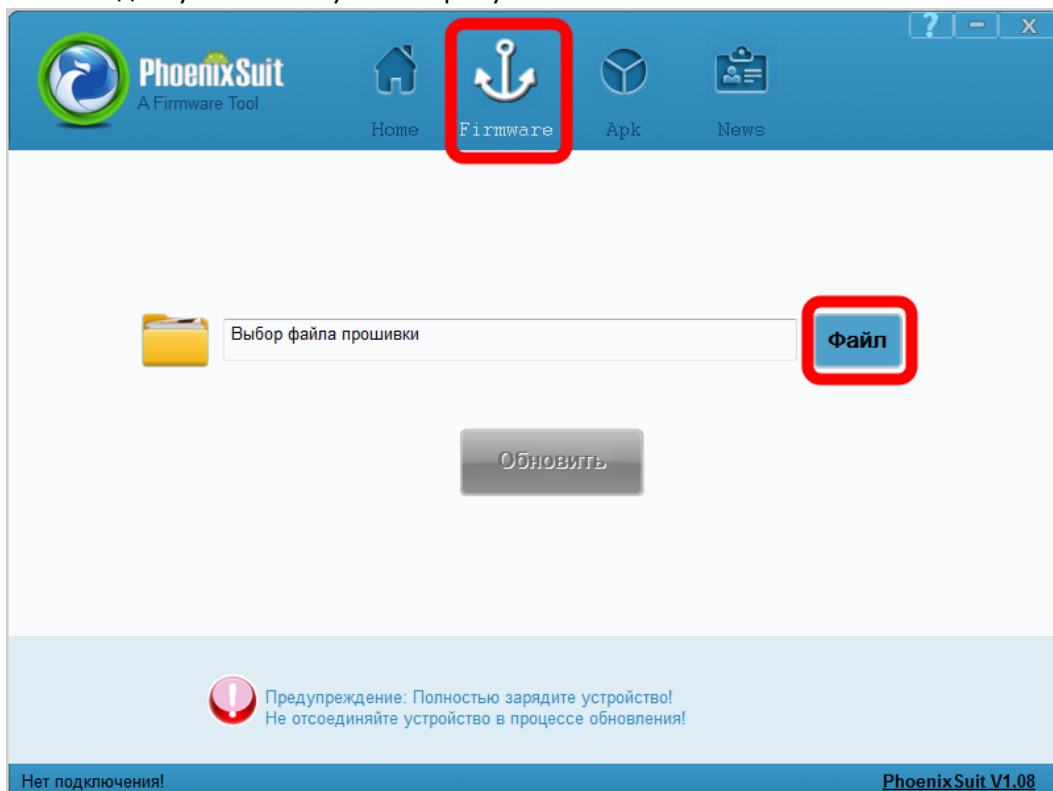 ? - x
PhoenixSuit
A Firmware Tool
Home Firmware Apk News
Выбор файла прошивки
Файл
Обновить
Предупреждение: Полностью зарядите устройство!
Не отсоединяйте устройство в процессе обновления!
Нет подключения! PhoenixSuit V1.08